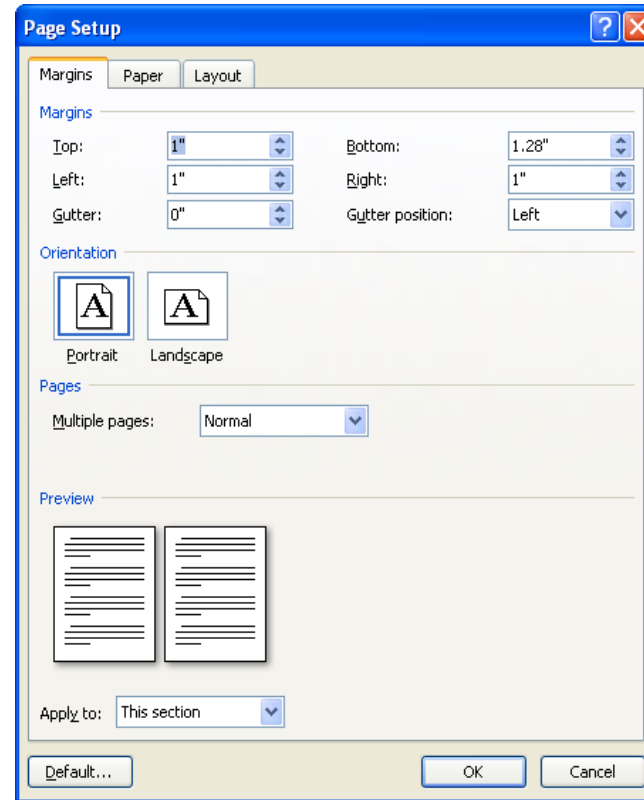 Page Setup
Margins Paper Layout
Margins
Top: 1" Bottom: 1.28"
Left: 1" Right: 1"
Gutter: 0" Gutter position: Left
Orientation
A A
Portrait Landscape
Pages
Multiple pages: Normal
Preview
Apply to: This section
Default... OK Cancel